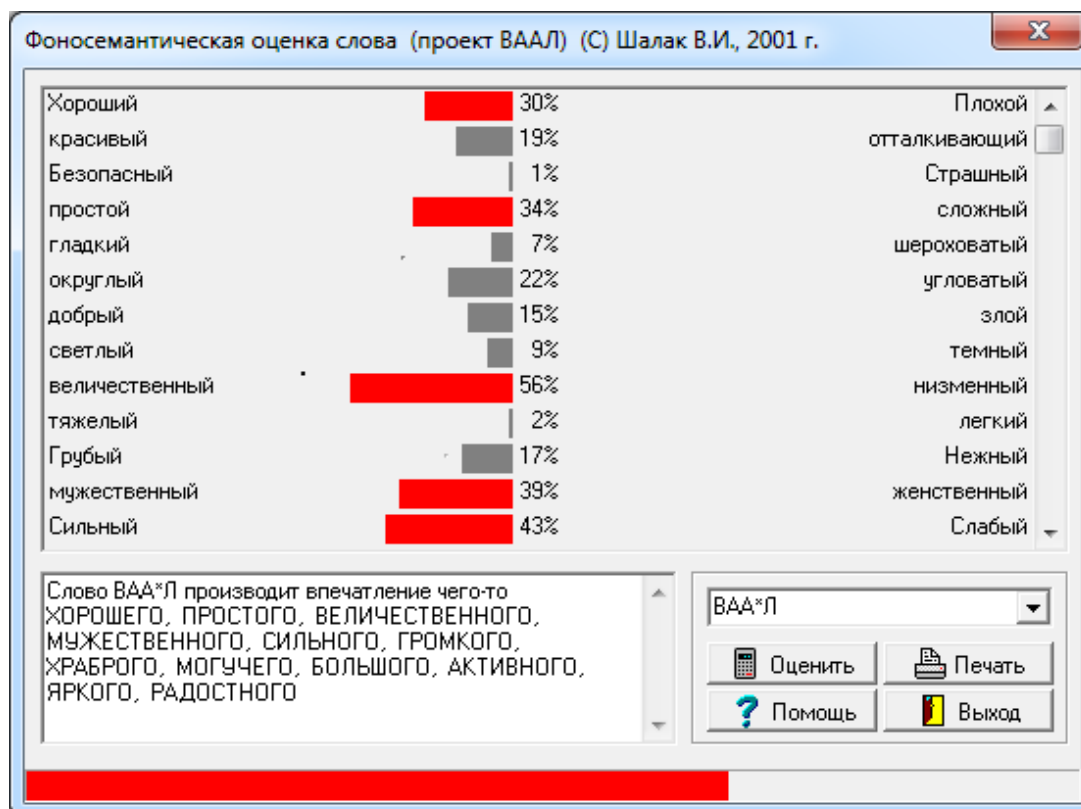 Фоносемантическая оценка слова (проект ВААЛ) (С) Шалак В.И., 2001 г.
Хороший 30% Плохой
красивый 19% отталкивающий
Безопасный 1% Страшный
простой 34% сложный
гладкий 7% шероховатый
округлый 22% угловатый
добрый 15% злой
светлый 9% темный
величественный 56% низменный
тяжелый 2% легкий
Грубый 17% Нежный
мужественный 39% женственный
Сильный 43% Слабый
Слово ВАА*Л производит впечатление чего-то
ХОРОШЕГО, ПРОСТОГО, ВЕЛИЧЕСТВЕННОГО,
МУЖЕСТВЕННОГО, СИЛЬНОГО, ГРОМКОГО,
ХРАБРОГО, МОГУЧЕГО, БОЛЬШОГО, АКТИВНОГО,
ЯРКОГО, РАДОСТНОГО
ВАА*Л
Оценить Печать
Помощь Выход